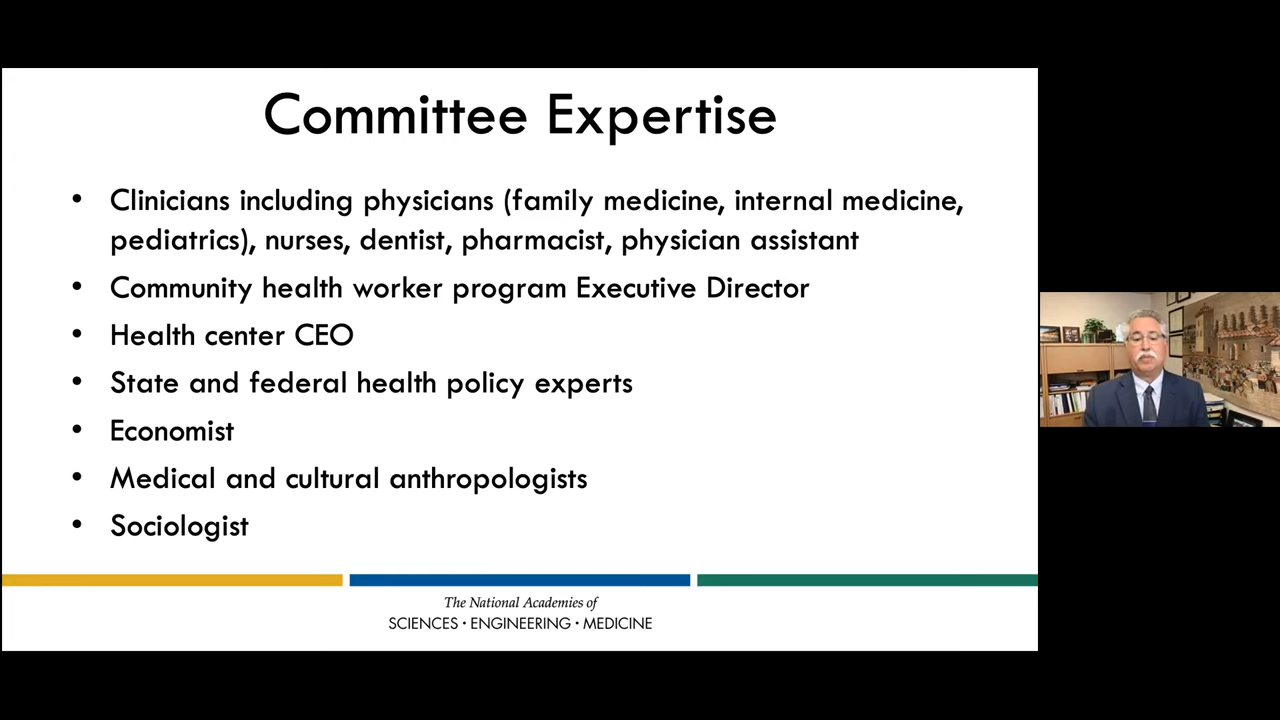 Committee Expertise
• Clinicians including physicians (family medicine, internal medicine,
pediatrics), nurses, dentist, pharmacist, physician assistant
• Community health worker program Executive Director
• Health center CEO
• State and federal health policy experts
• Economist
• Medical and cultural anthropologists
• Sociologist
The National Academies of
SCIENCES • ENGINEERING • MEDICINE